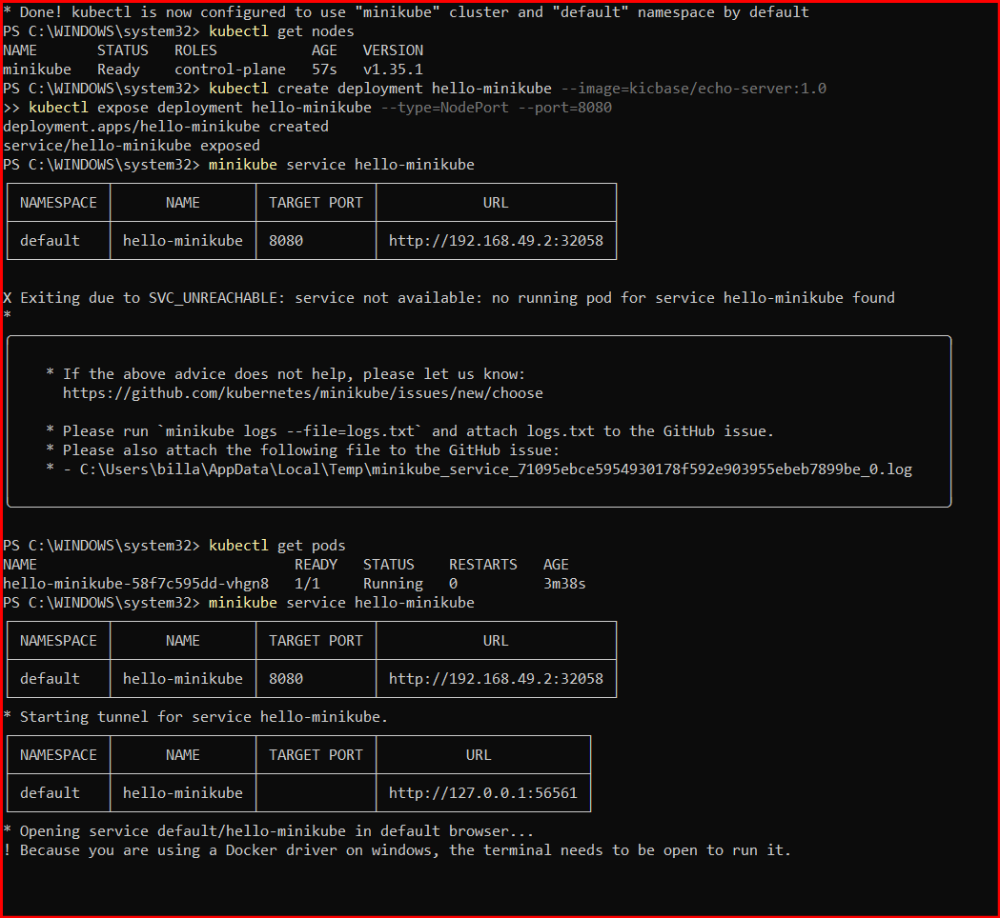 * Done! kubectl is now configured to use "minikube" cluster and "default" namespace by default
PS C:\WINDOWS\system32> kubectl get nodes
NAME STATUS ROLES AGE VERSION
minikube Ready control-plane 57s v1.35.1
PS C:\WINDOWS\system32> kubectl create deployment hello-minikube --image=kicbase/echo-server:1.0
>> kubectl expose deployment hello-minikube --type=NodePort --port=8080
deployment.apps/hello-minikube created
service/hello-minikube exposed
PS C:\WINDOWS\system32> minikube service hello-minikube
NAMESPACE NAME TARGET PORT URL
default hello-minikube 8080 http://192.168.49.2:32058
X Exiting due to SVC_UNREACHABLE: service not available: no running pod for service hello-minikube found
*
* If the above advice does not help, please let us know:
https://github.com/kubernetes/minikube/issues/new/choose
* Please run `minikube logs --file=logs.txt` and attach logs.txt to the GitHub issue.
* Please also attach the following file to the GitHub issue:
* - C:\Users\billa\AppData\Local\Temp\minikube_service_71095ebce5954930178f592e903955ebeb7899be_0.log
PS C:\WINDOWS\system32> kubectl get pods
NAME READY STATUS RESTARTS AGE
hello-minikube-58f7c595dd-vhgn8 1/1 Running 0 3m38s
PS C:\WINDOWS\system32> minikube service hello-minikube
NAMESPACE NAME TARGET PORT URL
default hello-minikube 8080 http://192.168.49.2:32058
* Starting tunnel for service hello-minikube.
NAMESPACE NAME TARGET PORT URL
default hello-minikube http://127.0.0.1:56561
* Opening service default/hello-minikube in default browser...
! Because you are using a Docker driver on windows, the terminal needs to be open to run it.